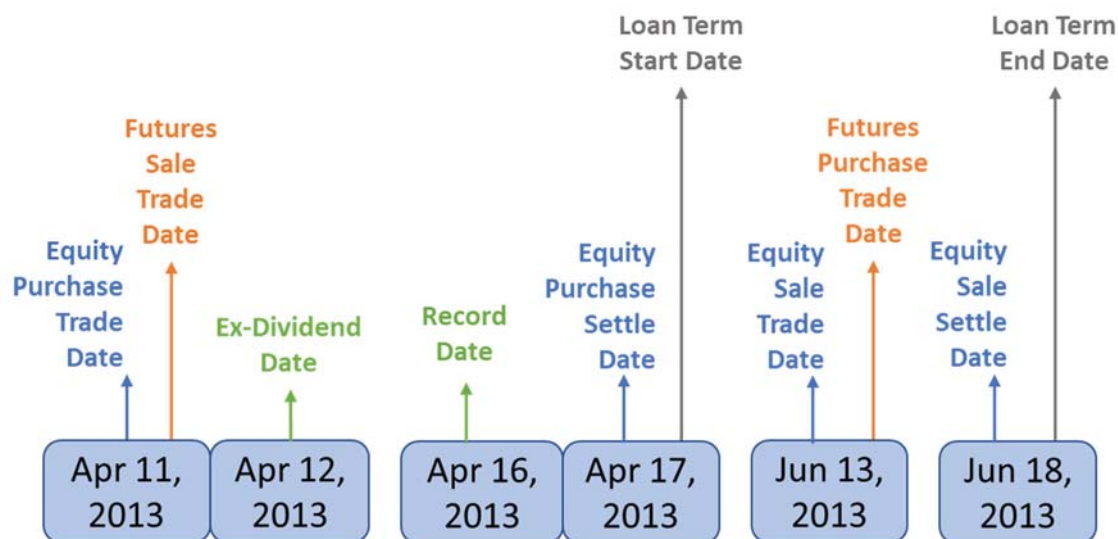 Loan Term
Start Date
Loan Term
End Date
Futures
Sale
Trade
Date
Futures
Purchase
Trade
Date
Equity
Purchase
Trade
Date
Ex-Dividend
Date
Record
Date
Equity
Purchase
Settle
Date
Equity
Sale
Trade
Date
Equity
Sale
Settle
Date
Apr 11,
2013
Apr 12,
2013
Apr 16,
2013
Apr 17,
2013
Jun 13,
2013
Jun 18,
2013